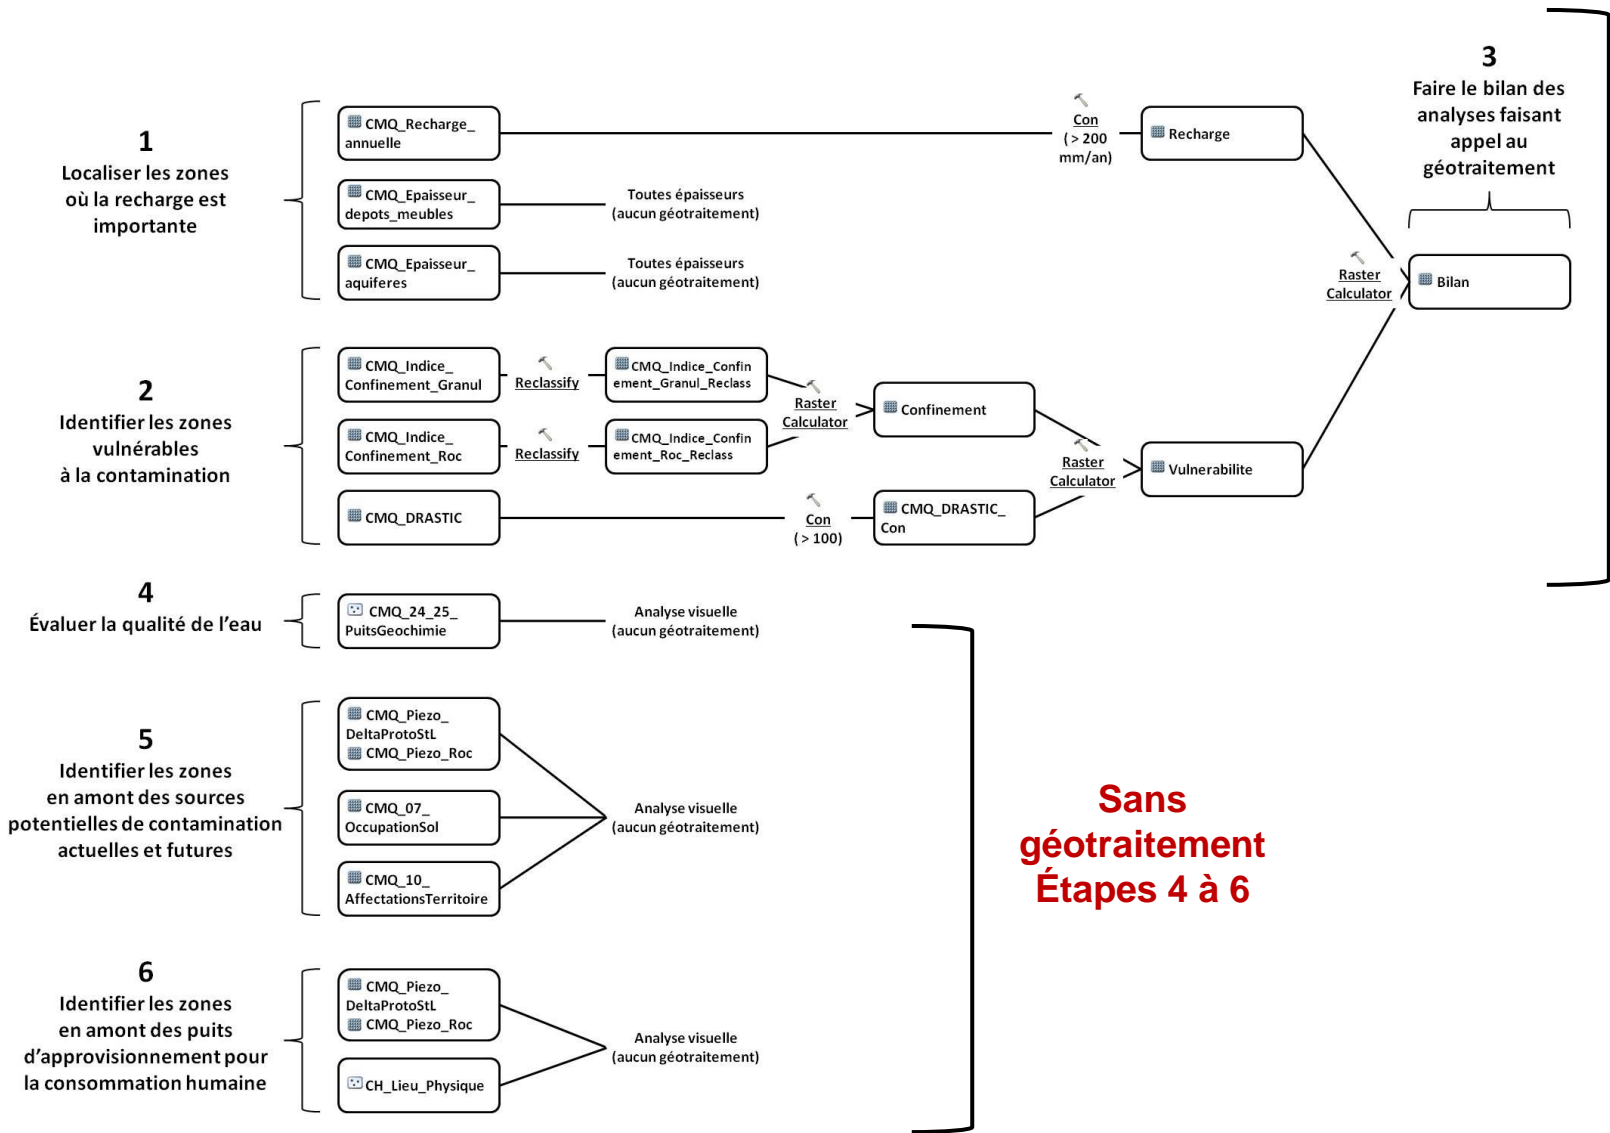 1
Localiser les zones
où la recharge est
importante
CMQ_Recharge_
annuelle
Con
( > 200
mm/an)
Recharge
CMQ_Epaisseur_
depots_meubles
Toutes épaisseurs
(aucun géotraitement)
CMQ_Epaisseur_
aquiferes
Toutes épaisseurs
(aucun géotraitement)
3
Faire le bilan des
analyses faisant
appel au
géotraitement
Raster
Calculator
Bilan
2
Identifier les zones
vulnérables
à la contamination
CMQ_Indice_
Confinement_Granul
Reclassify
CMQ_Indice_Confin
ement_Granul_Reclass
CMQ_Indice_
Confinement_Roc
Reclassify
CMQ_Indice_Confin
ement_Roc_Reclass
Raster
Calculator
Confinement
CMQ_DRASTIC
Con
( > 100)
CMQ_DRASTIC_
Con
Raster
Calculator
Vulnerabilite
4
Évaluer la qualité de l'eau
CMQ_24_25_
PuitsGeochimie
Analyse visuelle
(aucun géotraitement)
5
Identifier les zones
en amont des sources
potentielles de contamination
actuelles et futures
CMQ_Piezo_
DeltaProtoStL
CMQ_Piezo_Roc
CMQ_07_
OccupationSol
CMQ_10_
AffectationsTerritoire
Analyse visuelle
(aucun géotraitement)
Sans
géotraitement
Étapes 4 à 6
6
Identifier les zones
en amont des puits
d'approvisionnement pour
la consommation humaine
CMQ_Piezo_
DeltaProtoStL
CMQ_Piezo_Roc
CH_Lieu_Physique
Analyse visuelle
(aucun géotraitement)